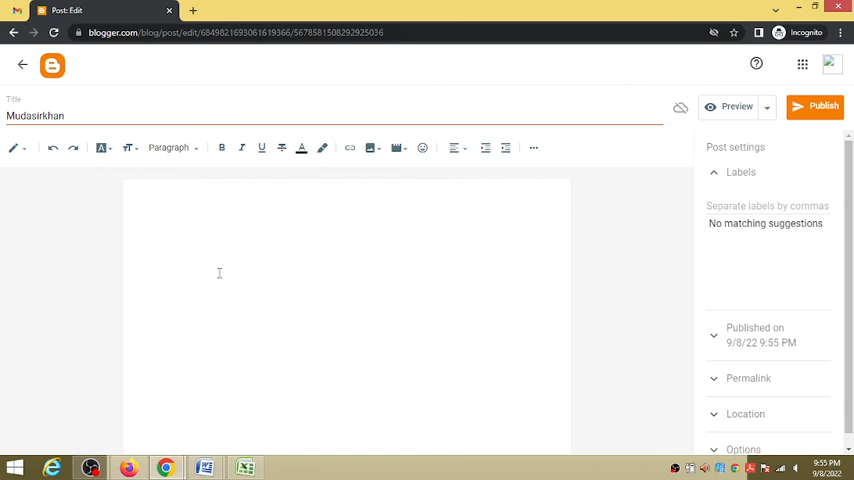 Post: Edit
blogger.com/blog/post/edit/6849821693061619366/5678581508292925036
Incognito
Title
Mudasirkhan
Preview
Publish
Paragraph
Post settings
Labels
Separate labels by commas
No matching suggestions
Published on
9/8/22 9:55 PM
Permalink
Location
Options
9:55 PM
9/8/2022